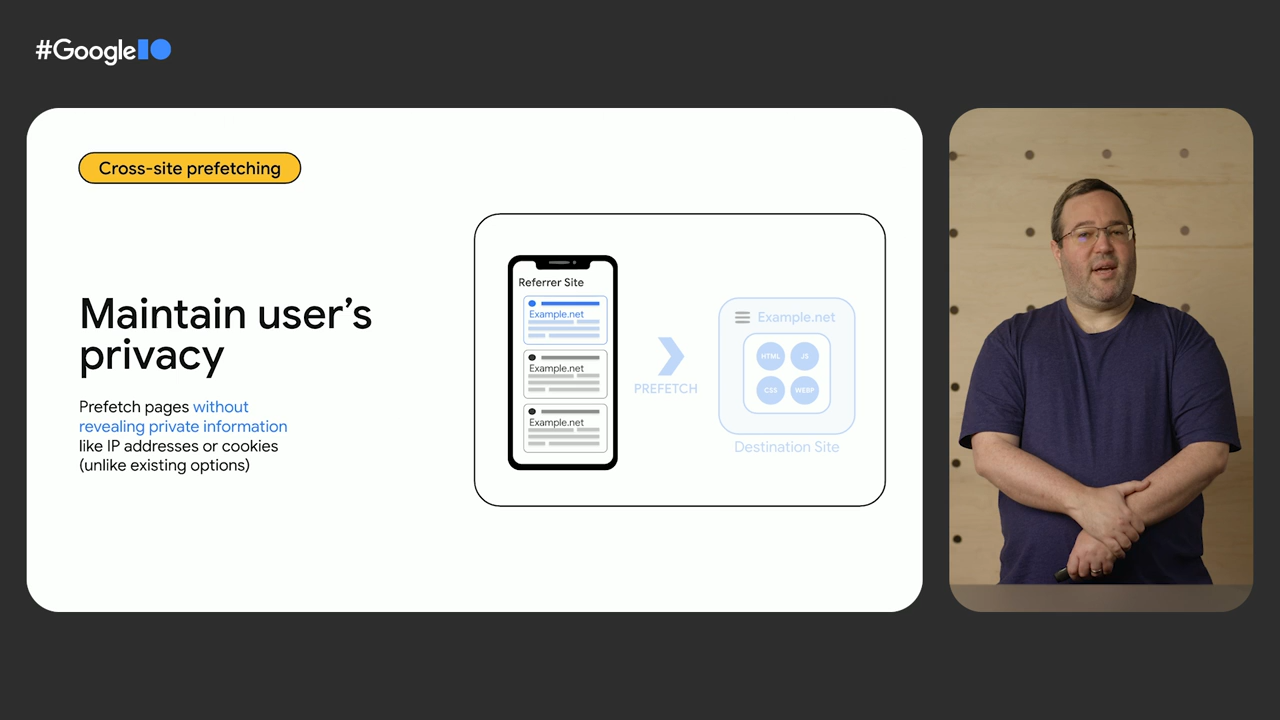 #GoogleIO
Cross-site prefetching
Maintain user's
privacy
Prefetch pages without
revealing private information
like IP addresses or cookies
(unlike existing options)
Referrer Site
Example.net
Example.net
Example.net
PREFETCH
Example.net
HTML
JS
CSS
WEBP
Destination Site